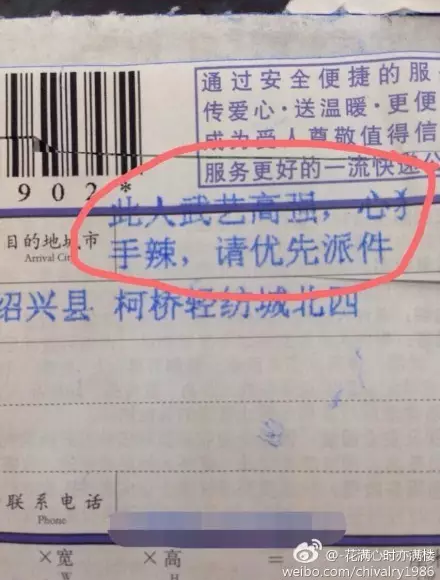 通过安全便捷的服
传爱心·送温暖·更便
成为爱人尊敬值得信
服务更好的一流快速公
902*
此人武艺高强，心狠
目的地城市
Arrival City
手辣，请优先派件
绍兴县 柯桥轻纺城北四
联系电话
Phone
×宽
×高
=
W
H
@-花满心时亦满楼
weibo.com/chivalry1986